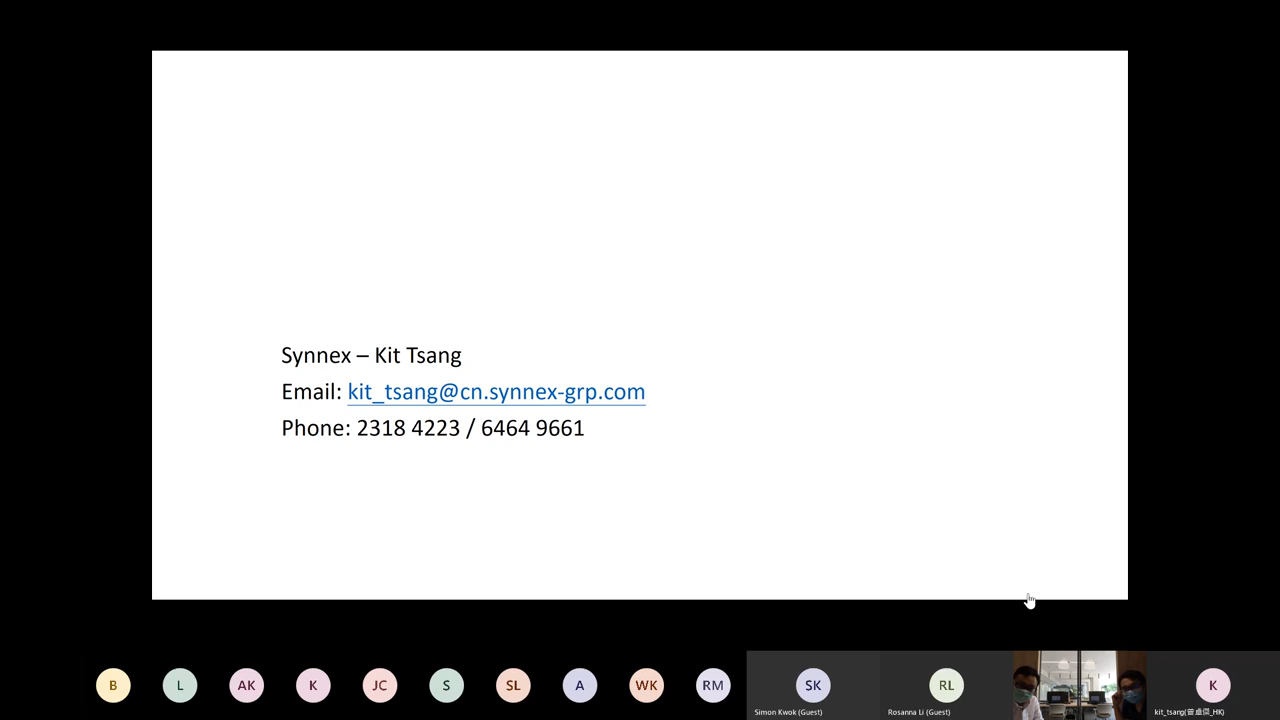 Synnex – Kit Tsang
Email: kit_tsang@cn.synnex-grp.com
Phone: 2318 4223 / 6464 9661
B
L
AK
K
JC
S
SL
A
WK
RM
SK
RL
K
Simon Kwok (Guest)
Rosanna Li (Guest)
kit_tsang(曾卓傑_HK)